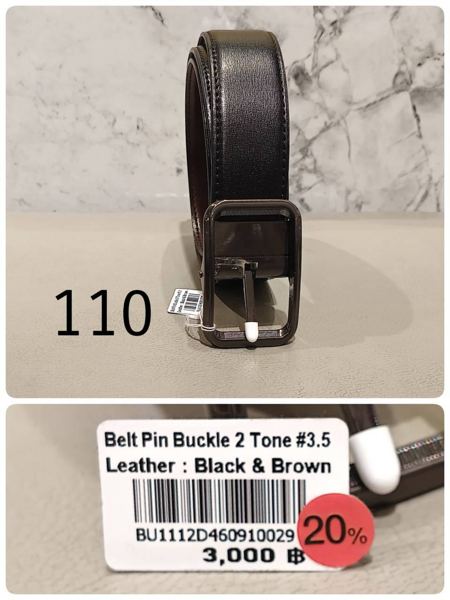 110
Belt Pin Buckle 2 Tone #3.5
Leather : Black & Brown
BU1112D460910029
20%
3,000 ฿